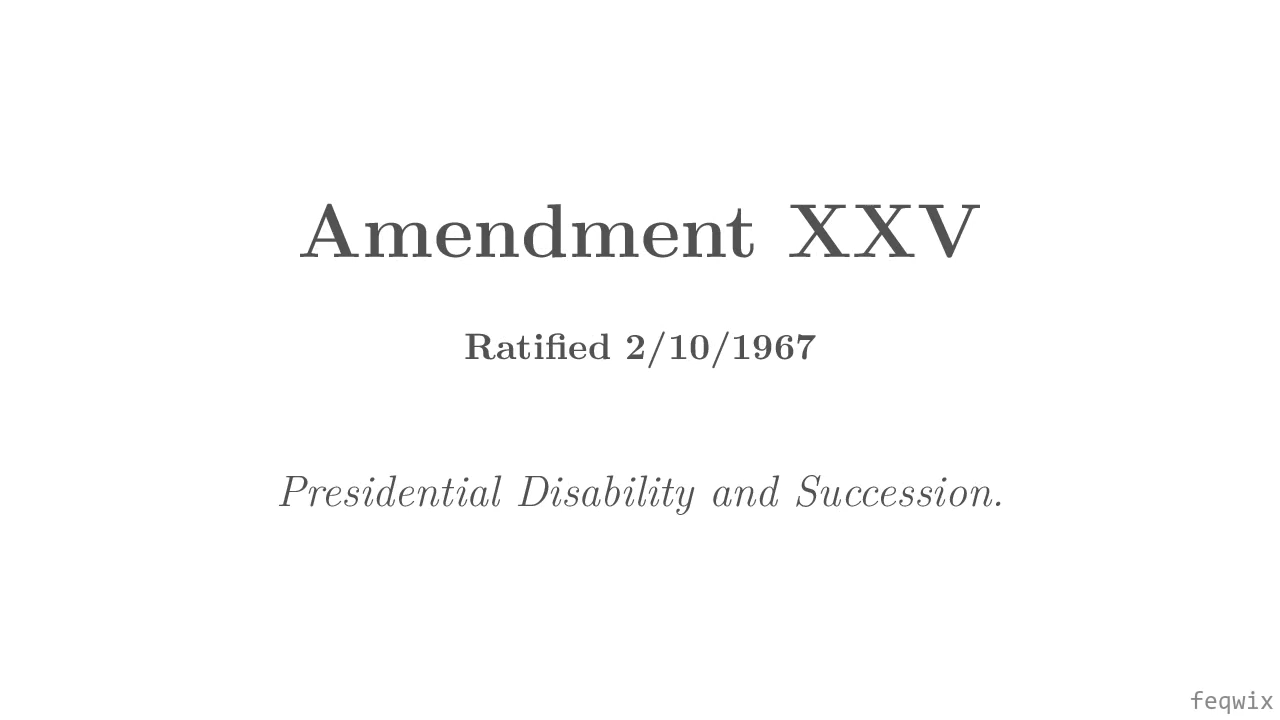 Amendment XXV
Ratified 2/10/1967
Presidential Disability and Succession.
feqwix